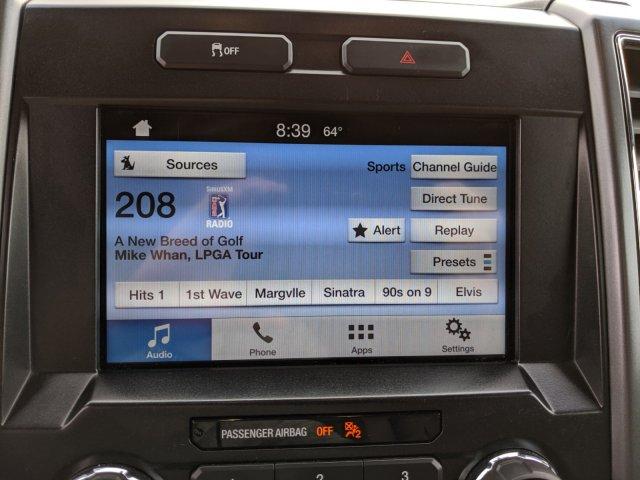 OFF
8:39 64°
Sources
Sports Channel Guide
Direct Tune
208
SiriusXM
RADIO
Alert
Replay
A New Breed of Golf
Mike Whan, LPGA Tour
Presets
Hits 1 1st Wave Margvlle Sinatra 90s on 9 Elvis
Audio Phone Apps Settings
PASSENGER AIRBAG OFF 2
1 2 3